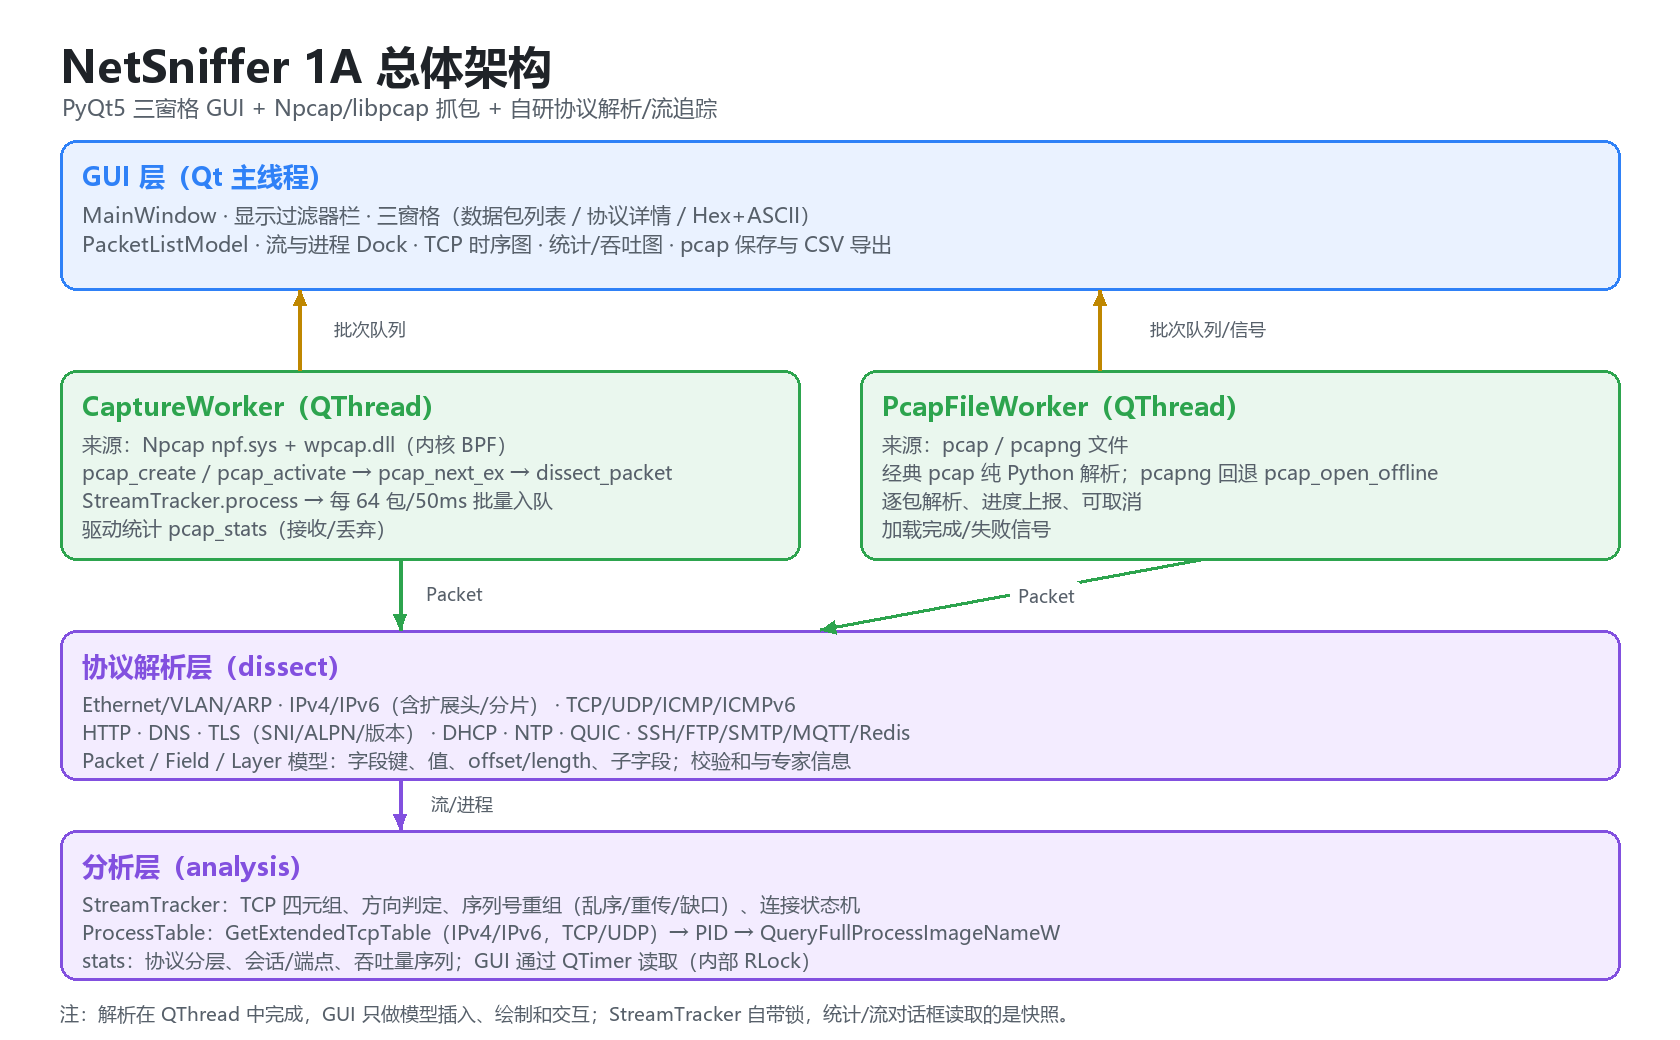 NetSniffer 1A 总体架构
PyQt5 三窗格 GUI + Npcap/libpcap 抓包 + 自研协议解析/流追踪
GUI 层（Qt 主线程）
MainWindow · 显示过滤器栏 · 三窗格（数据包列表 / 协议详情 / Hex+ASCII）
PacketListModel · 流与进程 Dock · TCP 时序图 · 统计/吞吐图 · pcap 保存与 CSV 导出
批次队列
批次队列/信号
CaptureWorker（QThread）
来源：Npcap npf.sys + wpcap.dll（内核 BPF）
pcap_create / pcap_activate → pcap_next_ex → dissect_packet
StreamTracker.process → 每 64 包/50ms 批量入队
驱动统计 pcap_stats（接收/丢弃）
PcapFileWorker（QThread）
来源：pcap / pcapng 文件
经典 pcap 纯 Python 解析；pcapng 回退 pcap_open_offline
逐包解析、进度上报、可取消
加载完成/失败信号
Packet
Packet
协议解析层（dissect）
Ethernet/VLAN/ARP · IPv4/IPv6（含扩展头/分片） · TCP/UDP/ICMP/ICMPv6
HTTP · DNS · TLS（SNI/ALPN/版本） · DHCP · NTP · QUIC · SSH/FTP/SMTP/MQTT/Redis
Packet / Field / Layer 模型：字段键、值、offset/length、子字段；校验和与专家信息
流/进程
分析层（analysis）
StreamTracker：TCP 四元组、方向判定、序列号重组（乱序/重传/缺口）、连接状态机
ProcessTable：GetExtendedTcpTable（IPv4/IPv6，TCP/UDP）→ PID → QueryFullProcessImageNameW
stats：协议分层、会话/端点、吞吐量序列；GUI 通过 QTimer 读取（内部 RLock）
注：解析在 QThread 中完成，GUI 只做模型插入、绘制和交互；StreamTracker 自带锁，统计/流对话框读取的是快照。